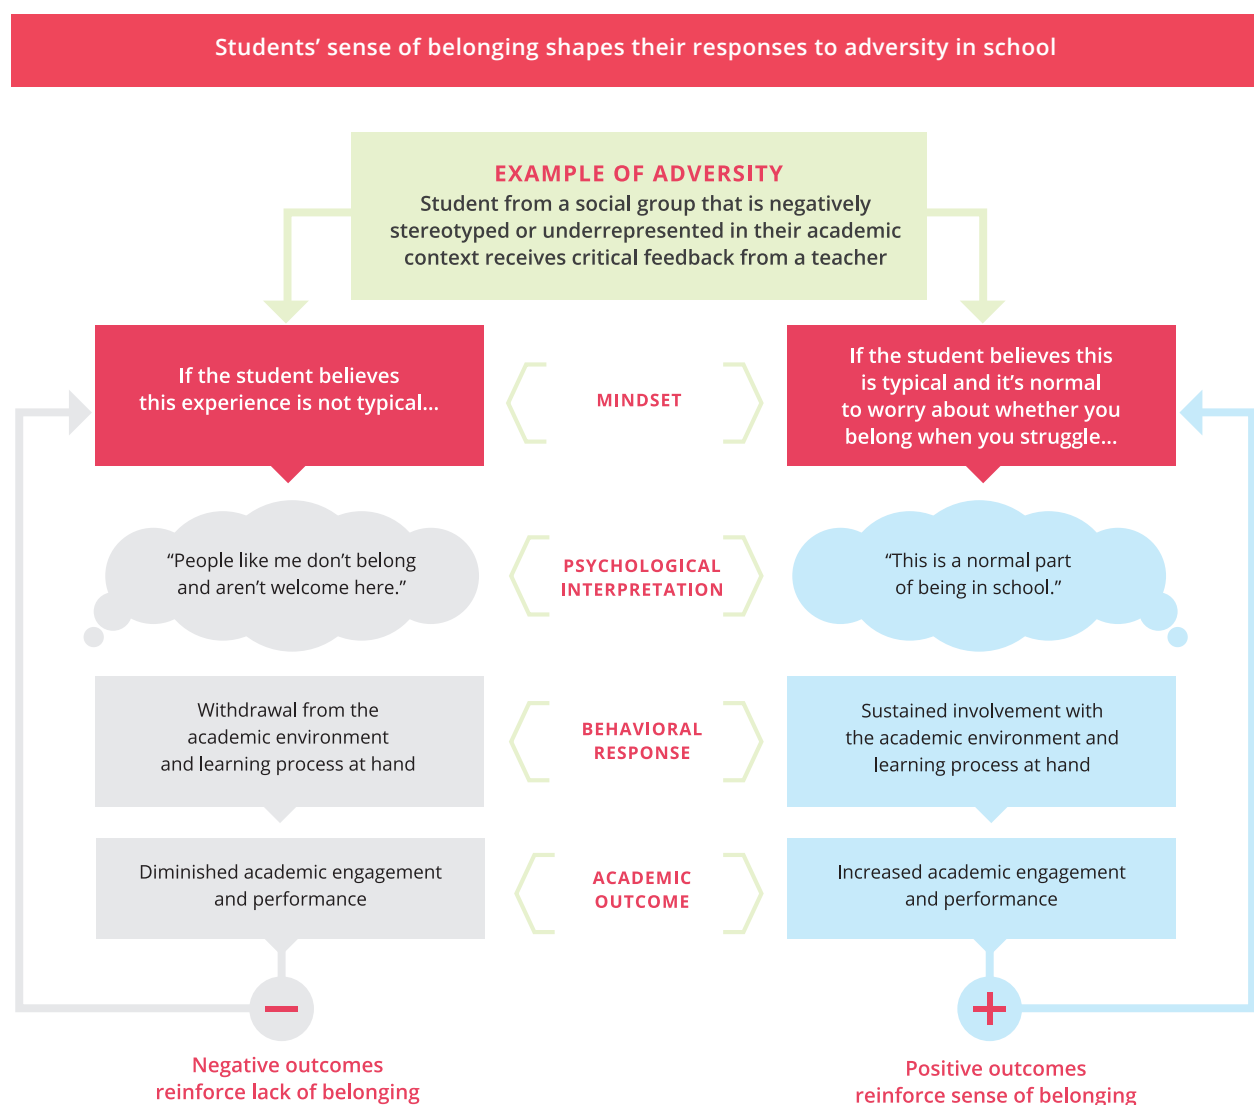 Students’ sense of belonging shapes their responses to adversity in school
EXAMPLE OF ADVERSITY
Student from a social group that is negatively
stereotyped or underrepresented in their academic
context receives critical feedback from a teacher
If the student believes
this experience is not typical...
MINDSET
If the student believes this
is typical and it’s normal
to worry about whether you
belong when you struggle...
“People like me don’t belong
and aren’t welcome here.”
PSYCHOLOGICAL
INTERPRETATION
“This is a normal part
of being in school.”
Withdrawal from the
academic environment
and learning process at hand
BEHAVIORAL
RESPONSE
Sustained involvement with
the academic environment and
learning process at hand
Diminished academic engagement
and performance
ACADEMIC
OUTCOME
Increased academic engagement
and performance
Negative outcomes
reinforce lack of belonging
Positive outcomes
reinforce sense of belonging